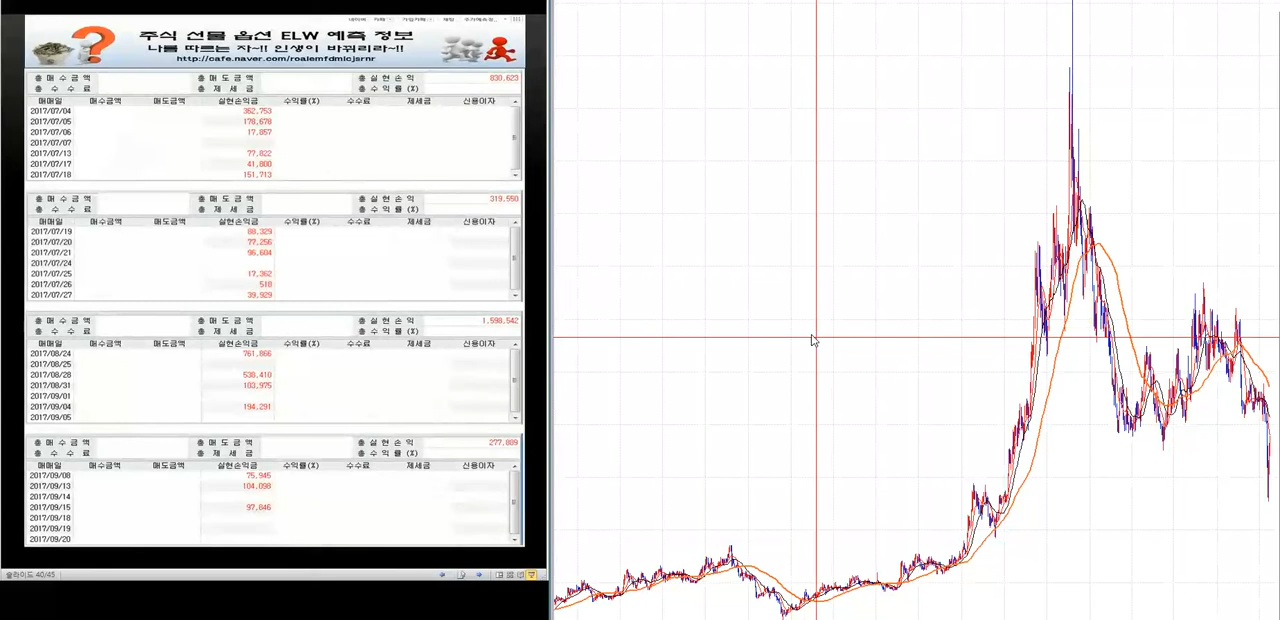 네이버 카페 가입카페 채팅
주식 선물 옵션 ELW 예측 정보
나를 따르는 자~!! 인생이 바뀌리라~!!
http://cafe.naver.com/roalemfdmlcjsrnr
총 매 수 금 액 총 매 도 금 액 총 실 현 손 익 830,623
총 수 수 료 총 제 세 금 총 수 익 률 (%)
매매일 매수금액 매도금액 실현손익금 수익률(%) 수수료 제세금 신용이자
2017/07/04 362,753
2017/07/05 178,678
2017/07/06 17,857
2017/07/07
2017/07/13 77,822
2017/07/17 41,800
2017/07/18 151,713
총 매 수 금 액 총 매 도 금 액 총 실 현 손 익 319,550
총 수 수 료 총 제 세 금 총 수 익 률 (%)
매매일 매수금액 매도금액 실현손익금 수익률(%) 수수료 제세금 신용이자
2017/07/19 88,329
2017/07/20 77,256
2017/07/21 96,604
2017/07/24
2017/07/25 17,362
2017/07/26 518
2017/07/27 39,929
총 매 수 금 액 총 매 도 금 액 총 실 현 손 익 1,598,542
총 수 수 료 총 제 세 금 총 수 익 률 (%)
매매일 매수금액 매도금액 실현손익금 수익률(%) 수수료 제세금 신용이자
2017/08/24 761,866
2017/08/25
2017/08/28 538,410
2017/08/31 103,975
2017/09/01
2017/09/04 194,291
2017/09/05
총 매 수 금 액 총 매 도 금 액 총 실 현 손 익 277,889
총 수 수 료 총 제 세 금 총 수 익 률 (%)
매매일 매수금액 매도금액 실현손익금 수익률(%) 수수료 제세금 신용이자
2017/09/08 75,945
2017/09/13 104,098
2017/09/14
2017/09/15 97,846
2017/09/18
2017/09/19
2017/09/20
슬라이드 40/45